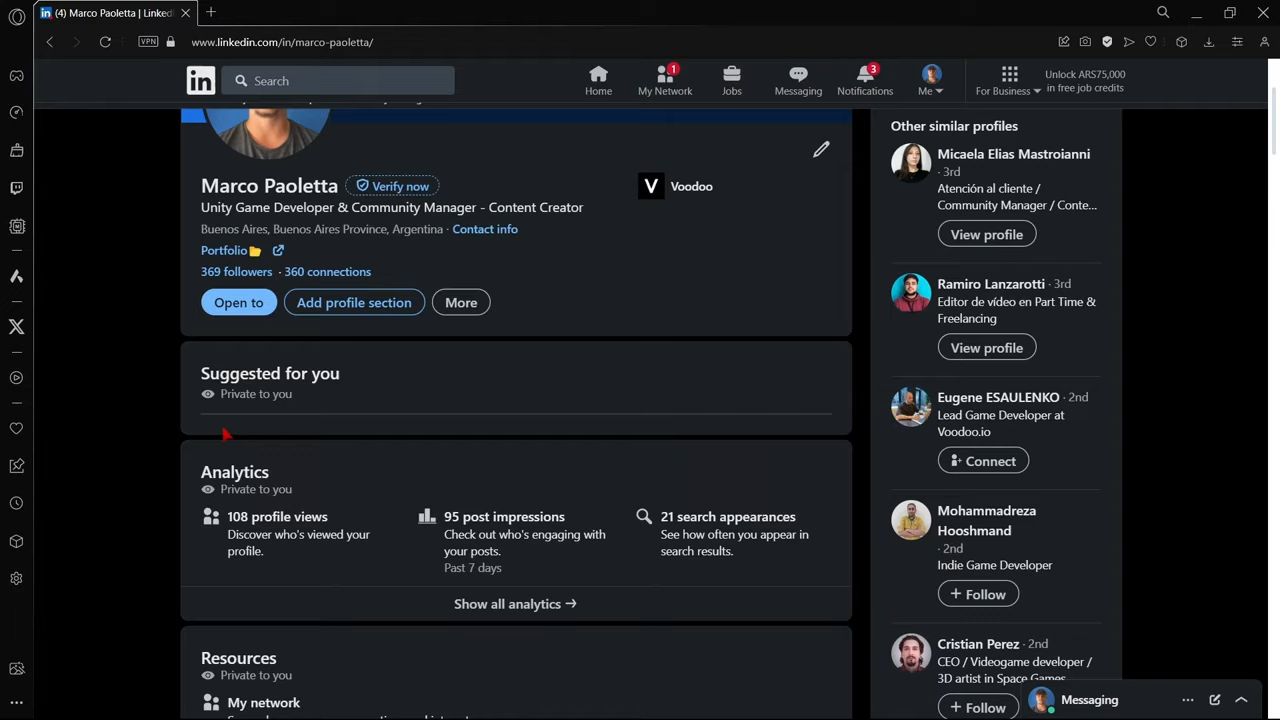 (4) Marco Paoletta | Linked
VPN
www.linkedin.com/in/marco-paoletta/
in
Search
Home
1
My Network
Jobs
Messaging
3
Notifications
Me
For Business
Unlock ARS75,000
in free job credits
Marco Paoletta
Verify now
V Voodoo
Unity Game Developer & Community Manager - Content Creator
Buenos Aires, Buenos Aires Province, Argentina · Contact info
Portfolio
369 followers · 360 connections
Open to
Add profile section
More
Suggested for you
Private to you
Analytics
Private to you
108 profile views
Discover who's viewed your
profile.
95 post impressions
Check out who's engaging with
your posts.
Past 7 days
21 search appearances
See how often you appear in
search results.
Show all analytics →
Resources
Private to you
My network
Other similar profiles
Micaela Elias Mastroianni
· 3rd
Atención al cliente /
Community Manager / Conte...
View profile
Ramiro Lanzarotti · 3rd
Editor de vídeo en Part Time &
Freelancing
View profile
Eugene ESAULENKO · 2nd
Lead Game Developer at
Voodoo.io
Connect
Mohammadreza
Hooshmand
· 2nd
Indie Game Developer
+ Follow
Cristian Perez · 2nd
CEO / Videogame developer /
3D artist in Space Games
+ Follow
Messaging